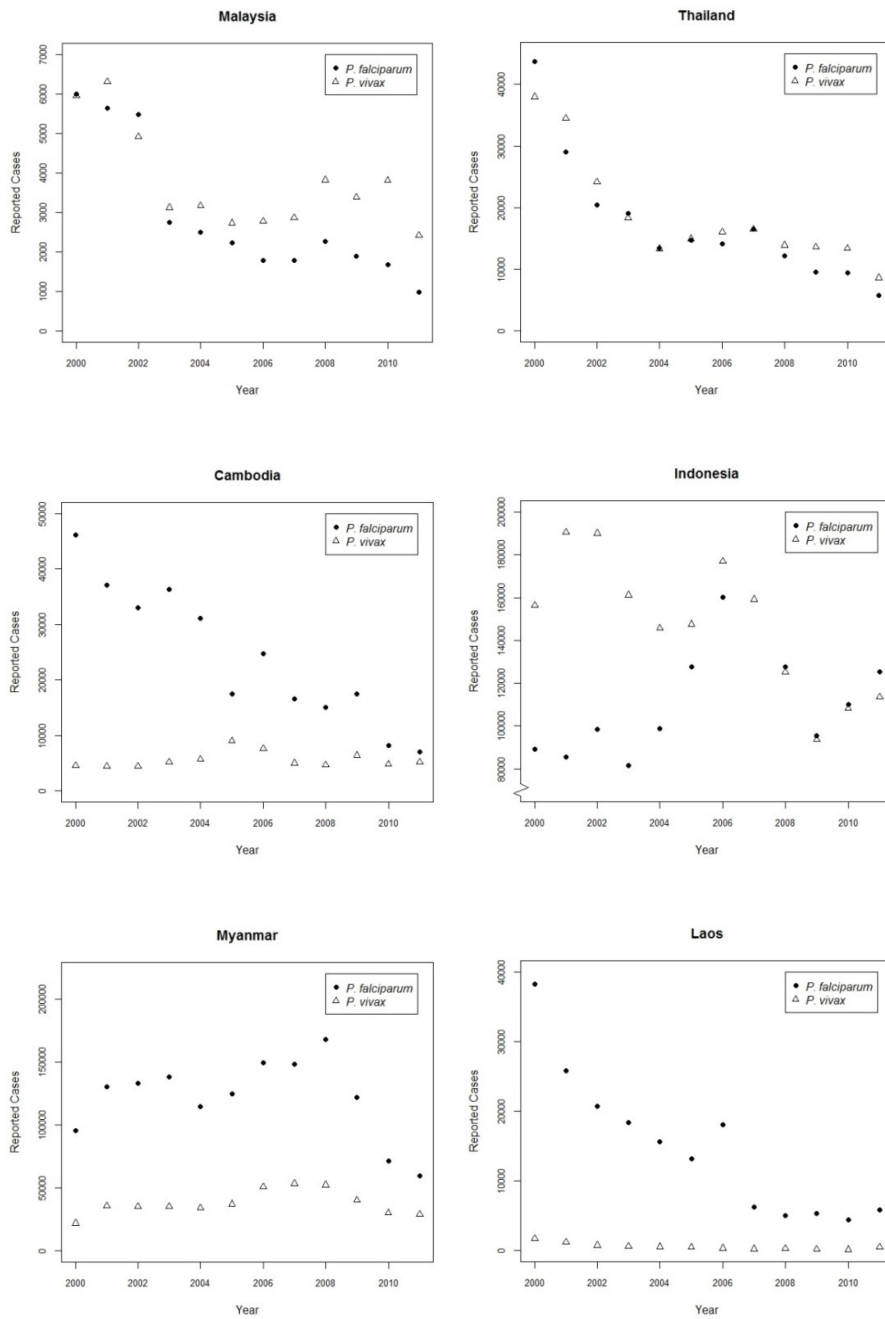 Malaysia
Reported Cases
7000
6000
5000
4000
3000
2000
1000
0
P. falciparum
P. vivax
2000 2002 2004 2006 2008 2010
Year
Thailand
Reported Cases
40000
30000
20000
10000
0
P. falciparum
P. vivax
2000 2002 2004 2006 2008 2010
Year
Cambodia
Reported Cases
50000
40000
30000
20000
10000
0
P. falciparum
P. vivax
2000 2002 2004 2006 2008 2010
Year
Indonesia
Reported Cases
200000
180000
160000
140000
120000
100000
80000
P. falciparum
P. vivax
2000 2002 2004 2006 2008 2010
Year
Myanmar
Reported Cases
200000
150000
100000
50000
0
P. falciparum
P. vivax
2000 2002 2004 2006 2008 2010
Year
Laos
Reported Cases
40000
30000
20000
10000
0
P. falciparum
P. vivax
2000 2002 2004 2006 2008 2010
Year